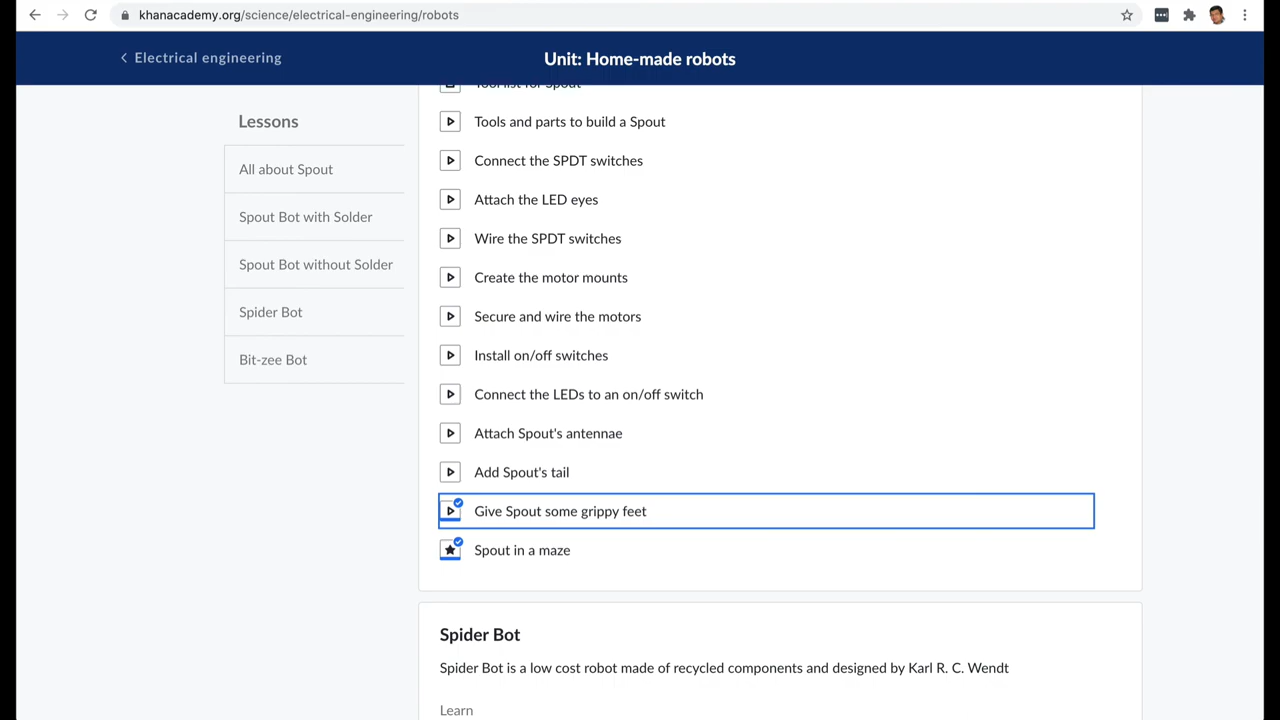 khanacademy.org/science/electrical-engineering/robots
Electrical engineering
Unit: Home-made robots
Lessons
All about Spout
Spout Bot with Solder
Spout Bot without Solder
Spider Bot
Bit-zee Bot
Tool list for Spout
Tools and parts to build a Spout
Connect the SPDT switches
Attach the LED eyes
Wire the SPDT switches
Create the motor mounts
Secure and wire the motors
Install on/off switches
Connect the LEDs to an on/off switch
Attach Spout's antennae
Add Spout's tail
Give Spout some grippy feet
Spout in a maze
Spider Bot
Spider Bot is a low cost robot made of recycled components and designed by Karl R. C. Wendt
Learn